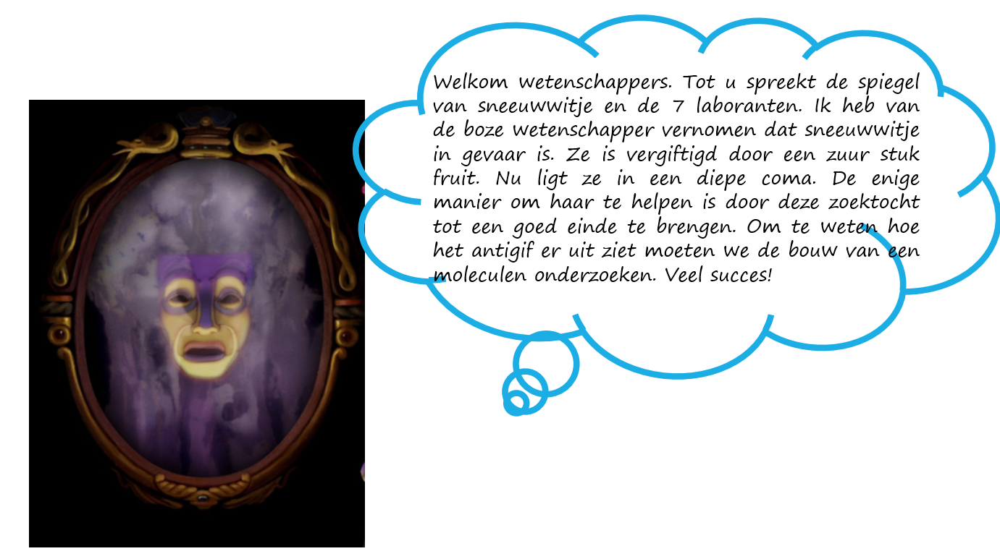 Welkom wetenschappers. Tot u spreekt de spiegel
van sneeuwwitje en de 7 laboranten. Ik heb van
de boze wetenschapper vernomen dat sneeuwwitje
in gevaar is. Ze is vergiftigd door een zuur stuk
fruit. Nu ligt ze in een diepe coma. De enige
manier om haar te helpen is door deze zoektocht
tot een goed einde te brengen. Om te weten hoe
het antigif er uit ziet moeten we de bouw van een
moleculen onderzoeken. Veel succes!